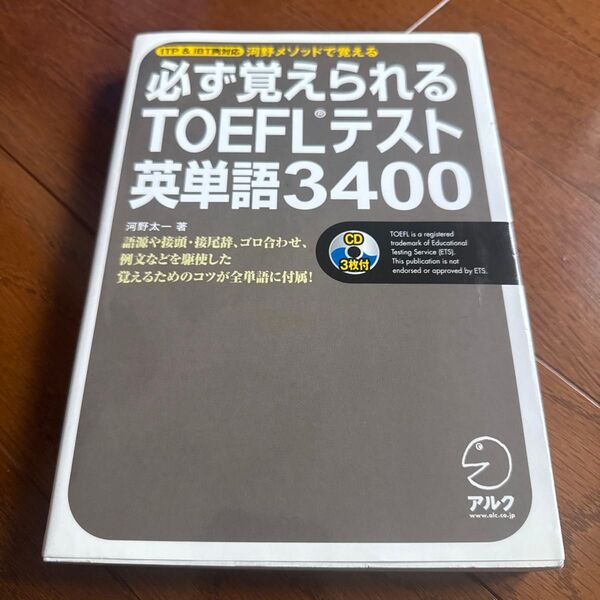 ITP & iBT両対応 河野メソッドで覚える
必ず覚えられる
TOEFL®テスト
英単語3400
河野太一 著
語源や接頭・接尾辞、ゴロ合わせ、
例文などを駆使した
覚えるためのコツが全単語に付属!
CD
3枚付
TOEFL is a registered
trademark of Educational
Testing Service (ETS).
This publication is not
endorsed or approved by ETS.
アルク
www.alc.co.jp